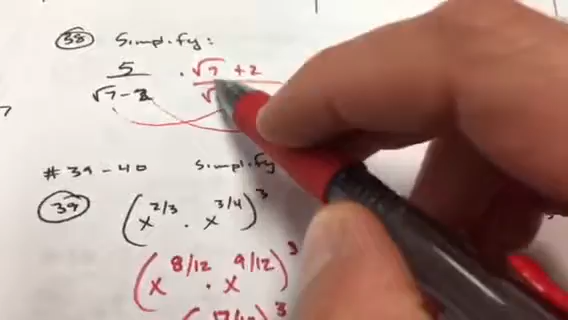 38 Simplify:
5 / √7 - 2 · √7 + 2 / √
#39-40 Simplify
39 (x^2/3 · x^3/4)^3
(x^8/12 · x^9/12)^3